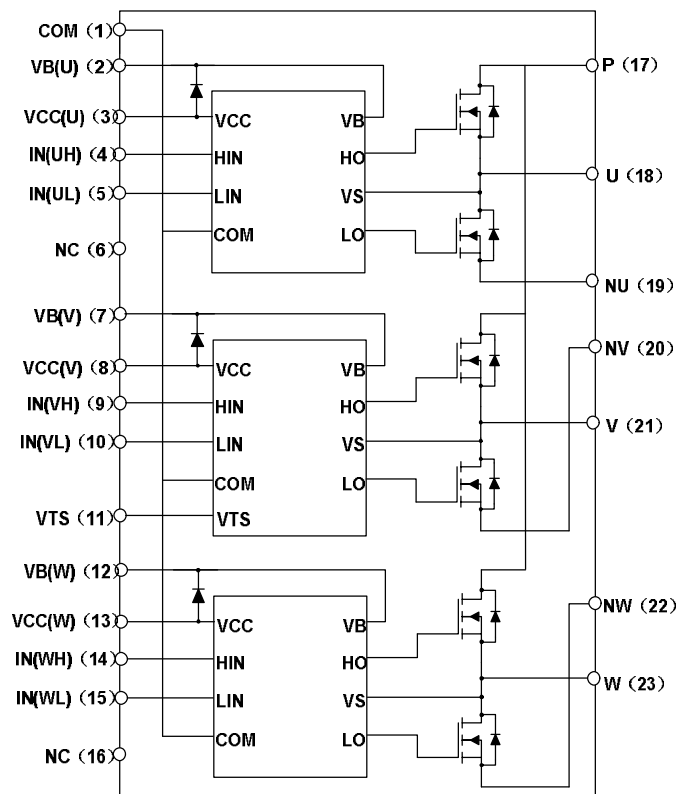 COM (1)
VB(U) (2)
P (17)
VCC(U) (3)
VCC
VB
IN(UH) (4)
HIN
HO
U (18)
IN(UL) (5)
LIN
VS
COM
LO
NC (6)
NU (19)
VB(V) (7)
NV (20)
VCC(V) (8)
VCC
VB
IN(VH) (9)
HIN
HO
V (21)
IN(VL) (10)
LIN
VS
COM
LO
VTS (11)
VTS
VB(W) (12)
NW (22)
VCC(W) (13)
VCC
VB
IN(WH) (14)
HIN
HO
W (23)
IN(WL) (15)
LIN
VS
COM
LO
NC (16)